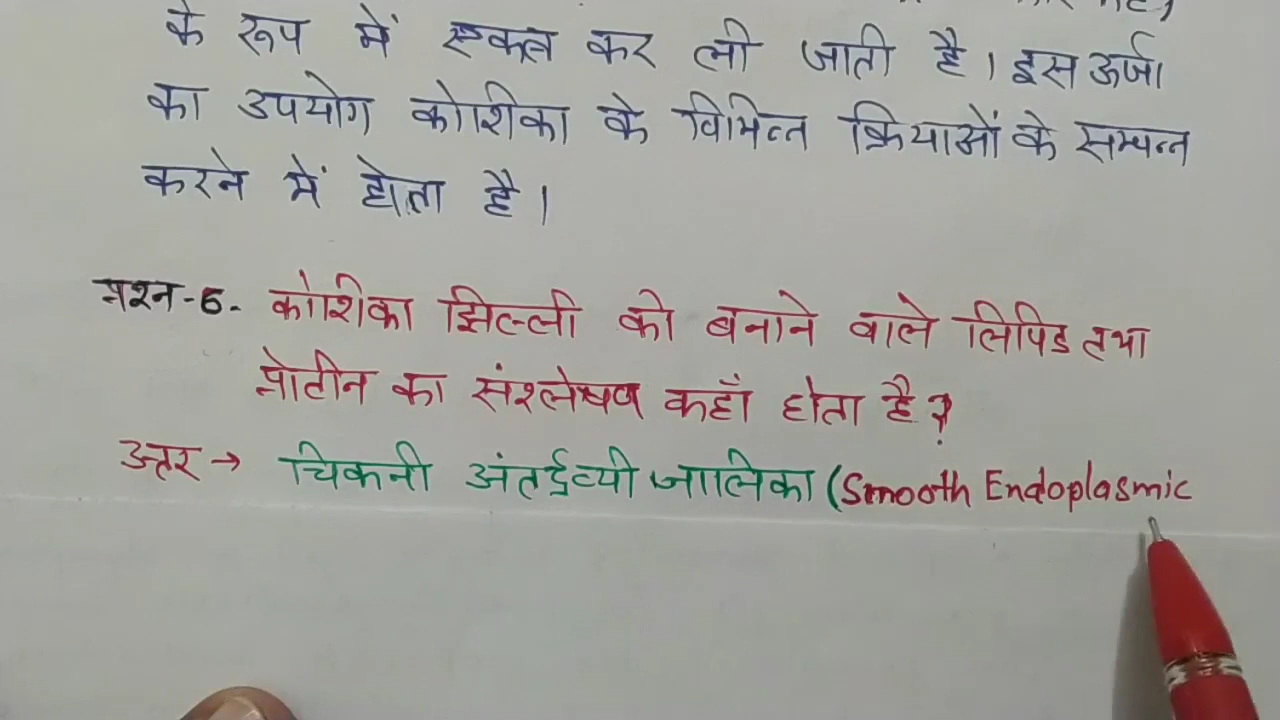 के रूप में एकत्र कर ली जाती है। इस ऊर्जा
का उपयोग कोशिका के विभिन्न क्रियाओं के सम्पन्न
करने में होता है।
प्रश्न-6. कोशिका झिल्ली को बनाने वाले लिपिड तथा
प्रोटीन का संश्लेषण कहाँ होता है?
उत्तर → चिकनी अंतर्द्रव्यी जालिका (Smooth Endoplasmic